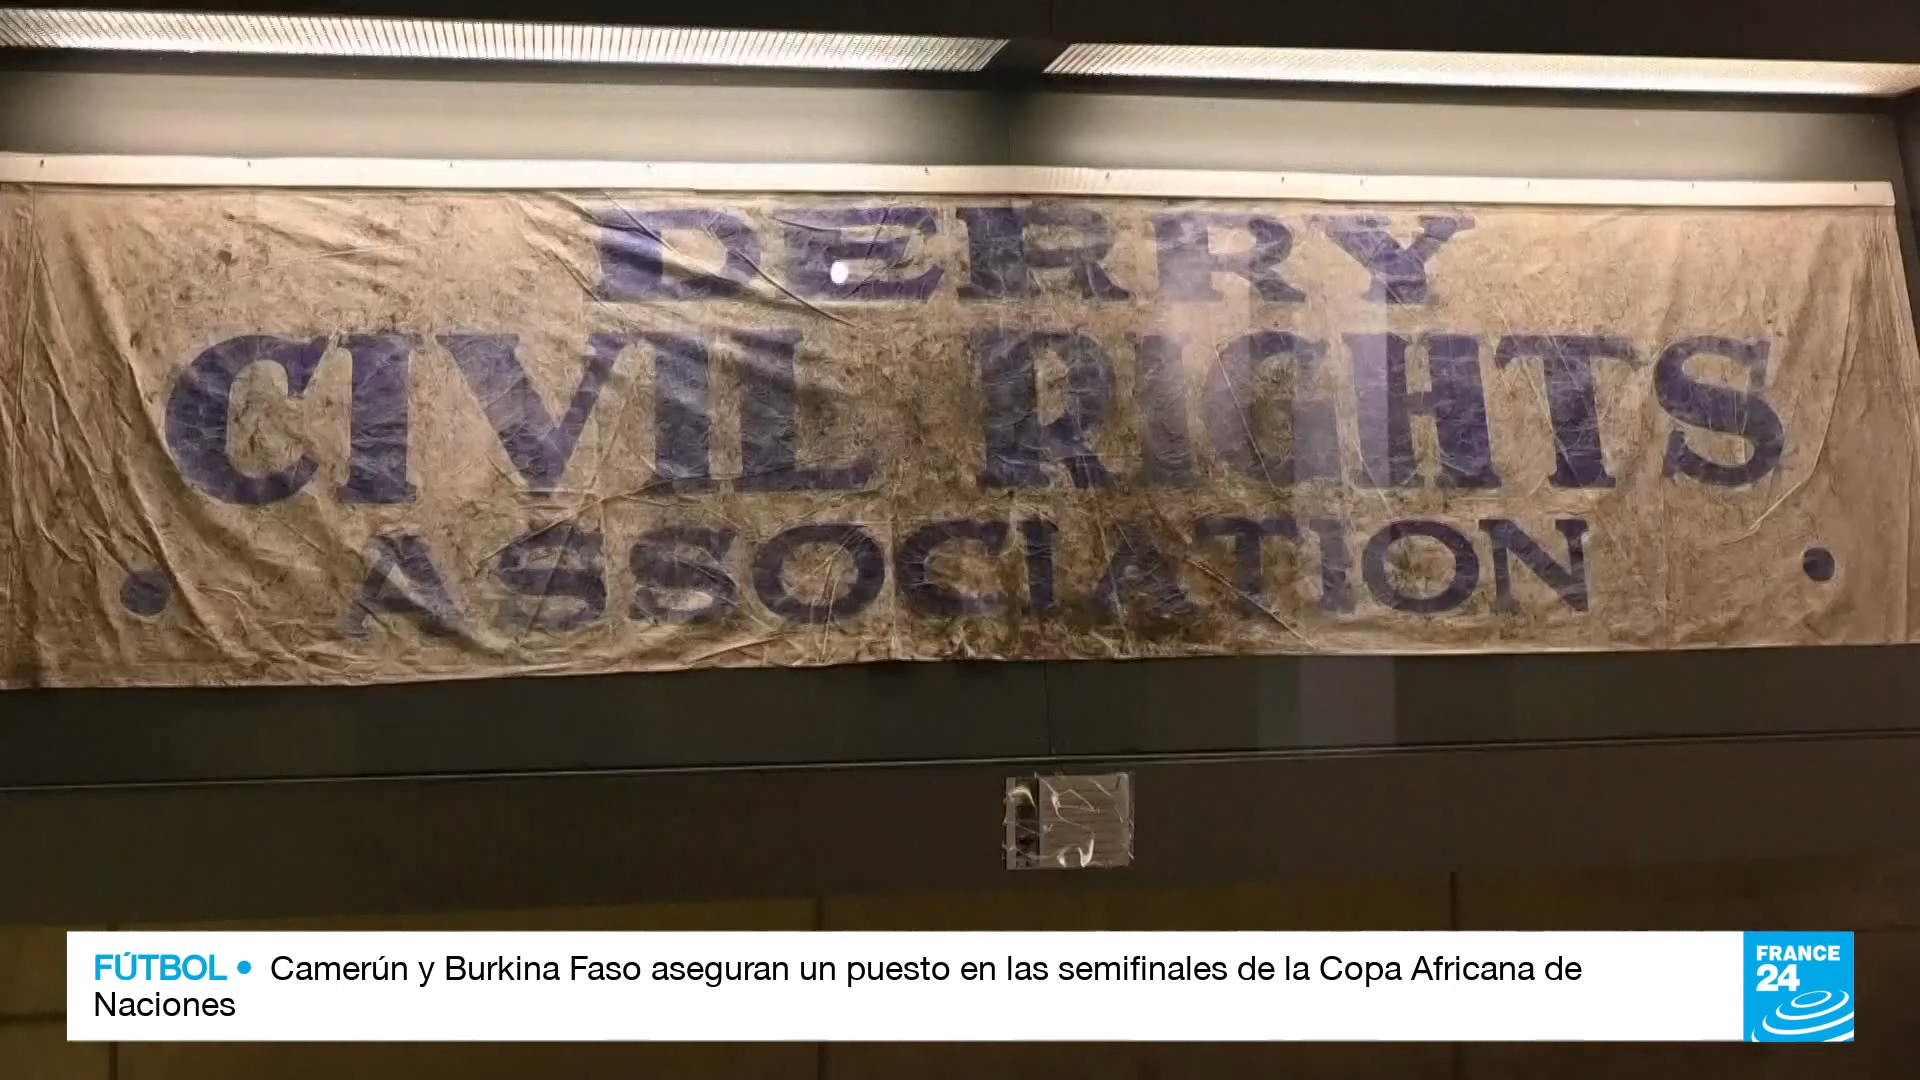 DERRY
CIVIL RIGHTS
ASSOCIATION
FÚTBOL • Camerún y Burkina Faso aseguran un puesto en las semifinales de la Copa Africana de
Naciones
FRANCE
24